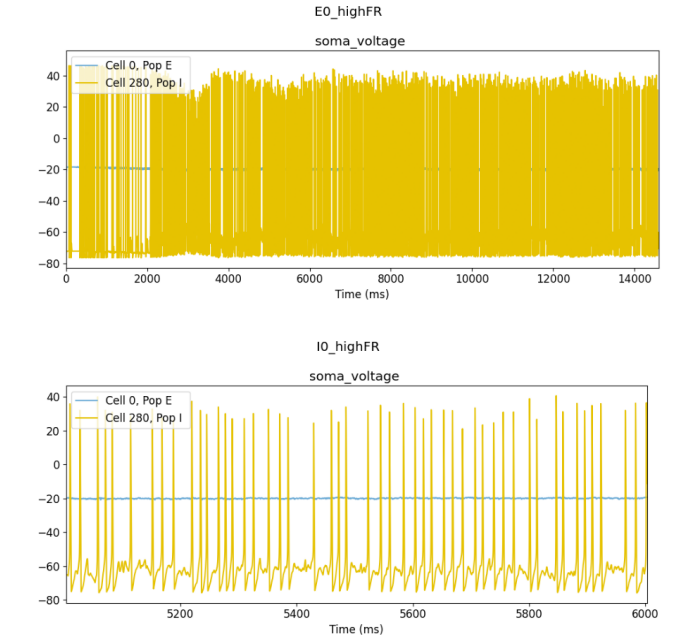 E0_highFR
soma_voltage
Cell 0, Pop E
Cell 280, Pop I
40
20
0
−20
−40
−60
−80
0 2000 4000 6000 8000 10000 12000 14000
Time (ms)
I0_highFR
soma_voltage
Cell 0, Pop E
Cell 280, Pop I
40
20
0
−20
−40
−60
−80
5200 5400 5600 5800 6000
Time (ms)